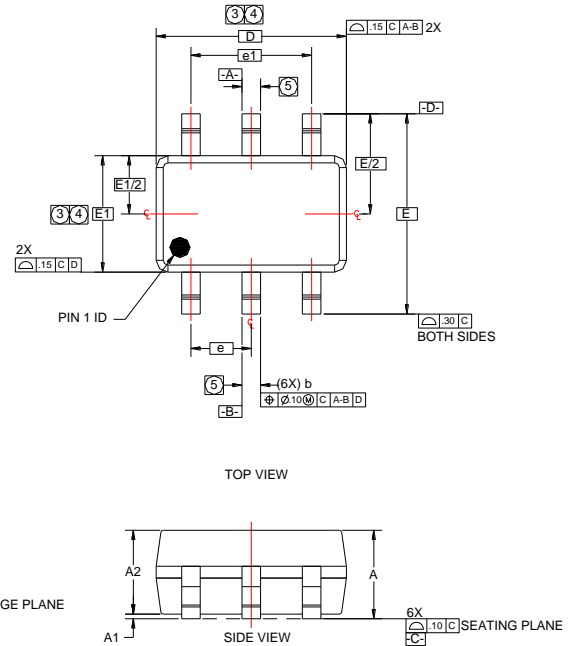 3 4
D
⌓ .15 C A-B 2X
e1
-A-
5
-D-
E1/2
E/2
3 4 E1
E
℄
℄
2X
⌓ .15 C D
PIN 1 ID
℄
⌓ .30 C
BOTH SIDES
e
5
(6X) b
⌖ Ø.10 Ⓜ C A-B D
-B-
TOP VIEW
A2
A
GE PLANE
6X
⌓ .10 C SEATING PLANE
A1
SIDE VIEW
-C-